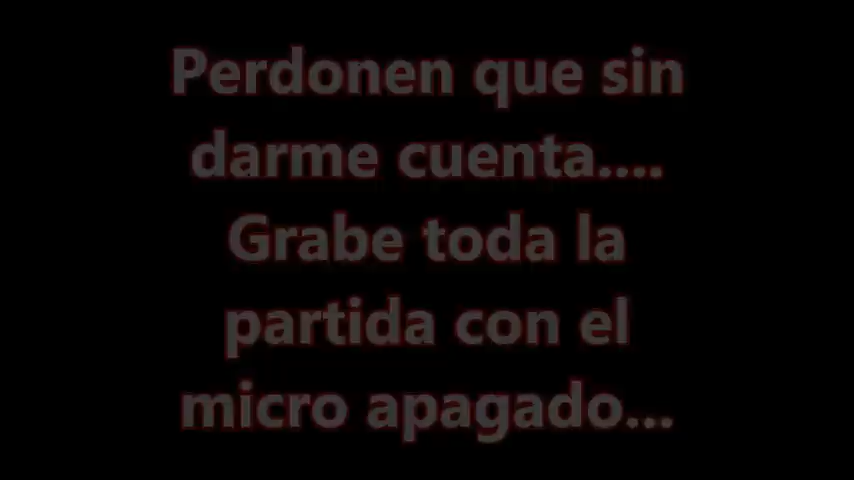 Perdonen que sin
darme cuenta....
Grabe toda la
partida con el
micro apagado...